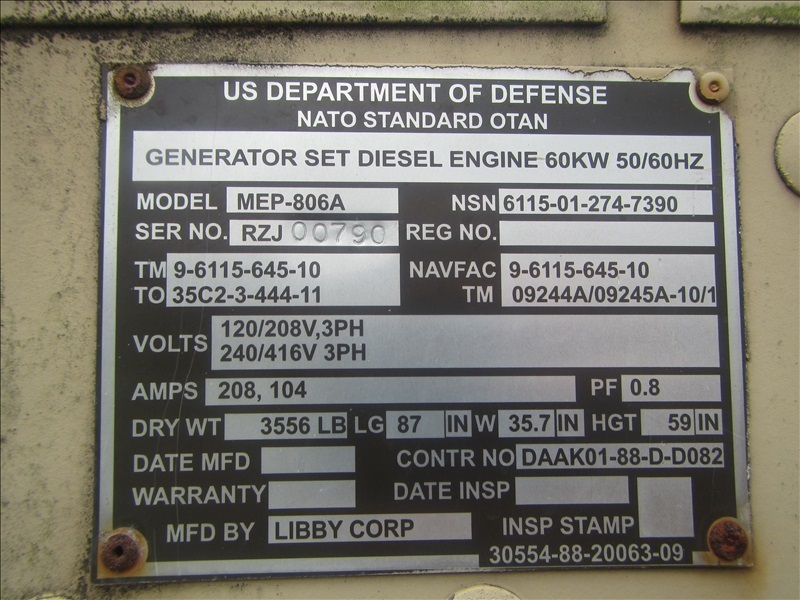 US DEPARTMENT OF DEFENSE
NATO STANDARD OTAN
GENERATOR SET DIESEL ENGINE 60KW 50/60HZ
MODEL MEP-806A NSN 6115-01-274-7390
SER NO. RZJ 00790 REG NO.
TM 9-6115-645-10 NAVFAC 9-6115-645-10
TO 35C2-3-444-11 TM 09244A/09245A-10/1
VOLTS 120/208V,3PH
240/416V 3PH
AMPS 208, 104 PF 0.8
DRY WT 3556 LB LG 87 IN W 35.7 IN HGT 59 IN
DATE MFD CONTR NO DAAK01-88-D-D082
WARRANTY DATE INSP
MFD BY LIBBY CORP INSP STAMP
30554-88-20063-09